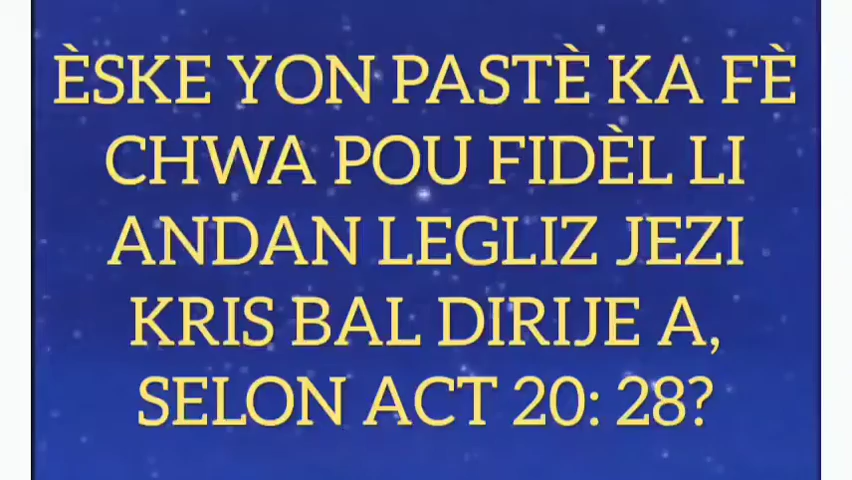 ÈSKE YON PASTÈ KA FÈ
CHWA POU FIDÈL LI
ANDAN LEGLIZ JEZI
KRIS BAL DIRIJE A,
SELON ACT 20: 28?